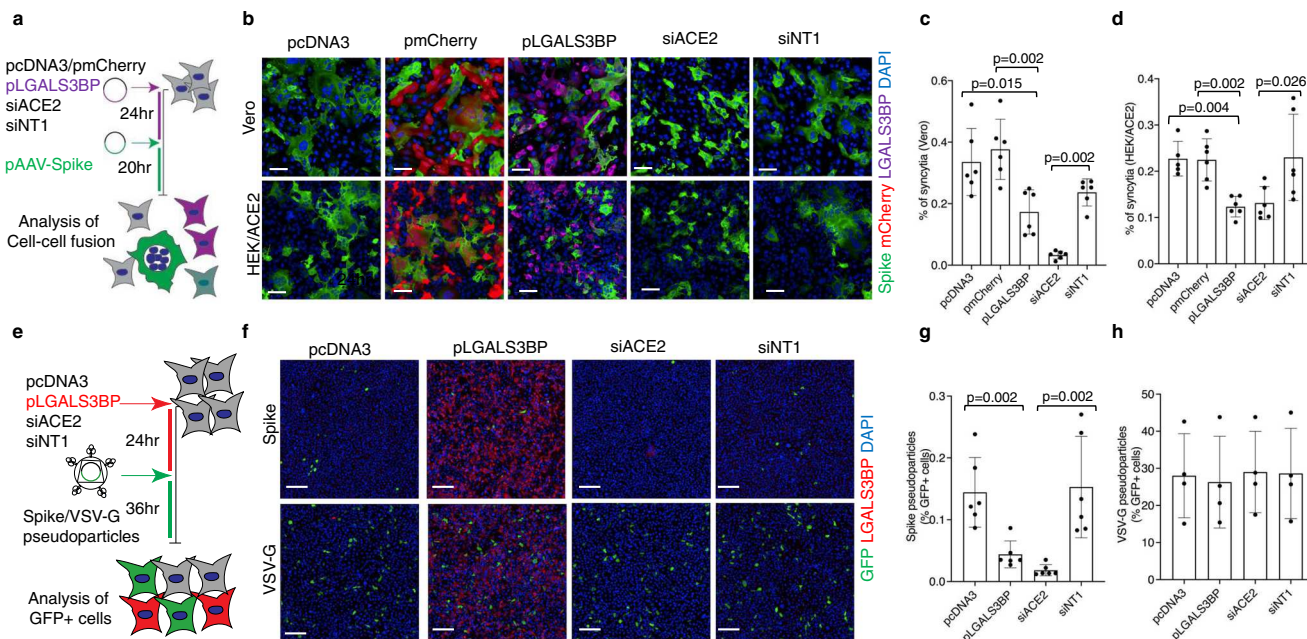 a
pcDNA3/pmCherry
pLGALS3BP
siACE2
siNT1
24hr
pAAV-Spike
20hr
Analysis of
Cell-cell fusion
b
pcDNA3
pmCherry
pLGALS3BP
siACE2
siNT1
Vero
HEK/ACE2
Spike mCherry LGALS3BP DAPI
c
p=0.002
p=0.015
p=0.002
% of syncytia (Vero)
0.6
0.4
0.2
0.0
pcDNA3
pmCherry
pLGALS3BP
siACE2
siNT1
d
p=0.002
p=0.026
p=0.004
% of syncytia (HEK/ACE2)
0.4
0.3
0.2
0.1
0.0
pcDNA3
pmCherry
pLGALS3BP
siACE2
siNT1
e
pcDNA3
pLGALS3BP
siACE2
siNT1
24hr
36hr
Spike/VSV-G
pseudoparticles
Analysis of
GFP+ cells
f
pcDNA3
pLGALS3BP
siACE2
siNT1
Spike
VSV-G
GFP LGALS3BP DAPI
g
p=0.002
p=0.002
Spike pseudoparticles
(% GFP+ cells)
0.3
0.2
0.1
0.0
pcDNA3
pLGALS3BP
siACE2
siNT1
h
VSV-G pseudoparticles
(% GFP+ cells)
50
40
30
20
10
0
pcDNA3
pLGALS3BP
siACE2
siNT1